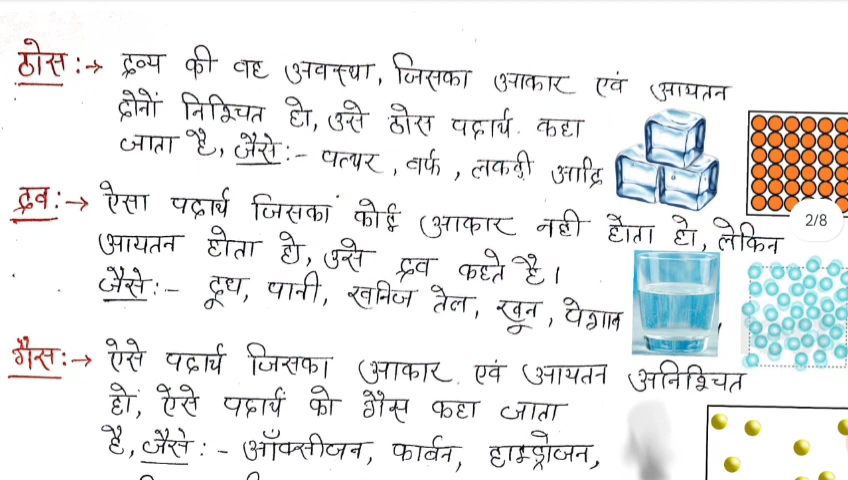 ठोस :→ द्रव्य की वह अवस्था, जिसका आकार एवं आयतन
दोनों निश्चित हो, उसे ठोस पदार्थ कहा
जाता है, जैसे :- पत्थर, बर्फ, लकड़ी आदि
द्रव :→ ऐसा पदार्थ जिसका कोई आकार नही होता हो, लेकिन
2/8
आयतन होता हो, उसे द्रव कहते है।
जैसे :- दूध, पानी, खनिज तेल, खून, पेशाब
गैस :→ ऐसे पदार्थ जिसका आकार एवं आयतन अनिश्चित
हो, ऐसे पदार्थ को गैस कहा जाता
है, जैसे :- ऑक्सीजन, कार्बन, हाइड्रोजन,